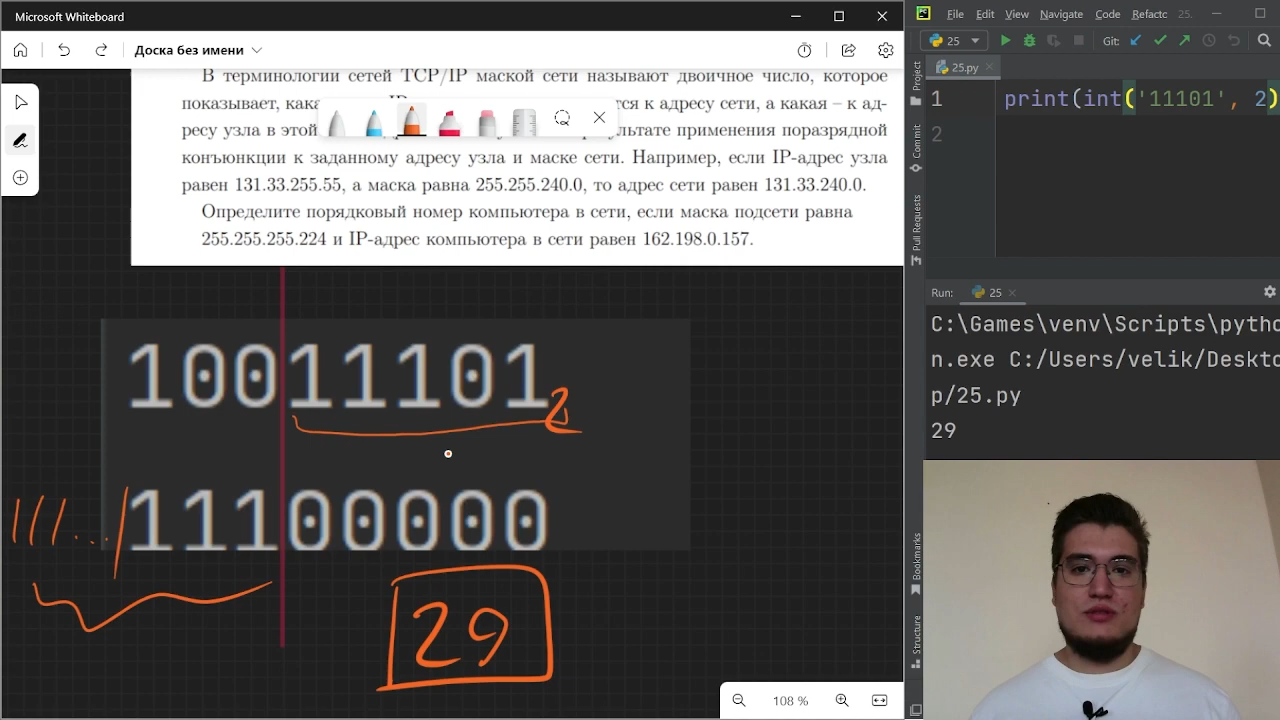 Microsoft Whiteboard
Доска без имени
В терминологии сетей TCP/IP маской сети называют двоичное число, которое
показывает, кака
ся к адресу сети, а какая – к ад-
ресу узла в этой
ультате применения поразрядной
конъюнкции к заданному адресу узла и маске сети. Например, если IP-адрес узла
равен 131.33.255.55, а маска равна 255.255.240.0, то адрес сети равен 131.33.240.0.
Определите порядковый номер компьютера в сети, если маска подсети равна
255.255.255.224 и IP-адрес компьютера в сети равен 162.198.0.157.
10011101 2
111...| 11100000
29
108 %
File Edit View Navigate Code Refactc 25.
25 Git:
25.py
1 print(int('11101', 2)
2
Project
Commit
Pull Requests
Bookmarks
Structure
Run: 25
C:\Games\venv\Scripts\pytho
n.exe C:/Users/velik/Deskto
p/25.py
29